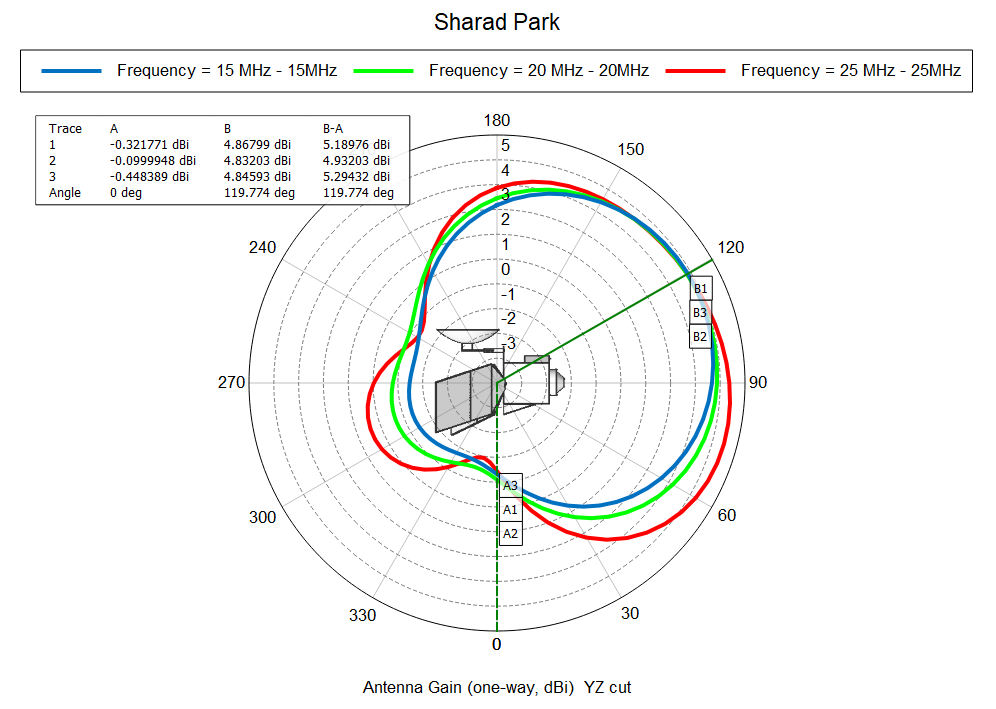 Sharad Park
Frequency = 15 MHz - 15MHz Frequency = 20 MHz - 20MHz Frequency = 25 MHz - 25MHz
Trace A B B-A
1 -0.321771 dBi 4.86799 dBi 5.18976 dBi
2 -0.0999948 dBi 4.83203 dBi 4.93203 dBi
3 -0.448389 dBi 4.84593 dBi 5.29432 dBi
Angle 0 deg 119.774 deg 119.774 deg
180
5
150
4
3
2
240
120
1
0
B1
-1
B3
-2
B2
-3
270
90
A3
A1
300
60
A2
330
30
0
Antenna Gain (one-way, dBi) YZ cut